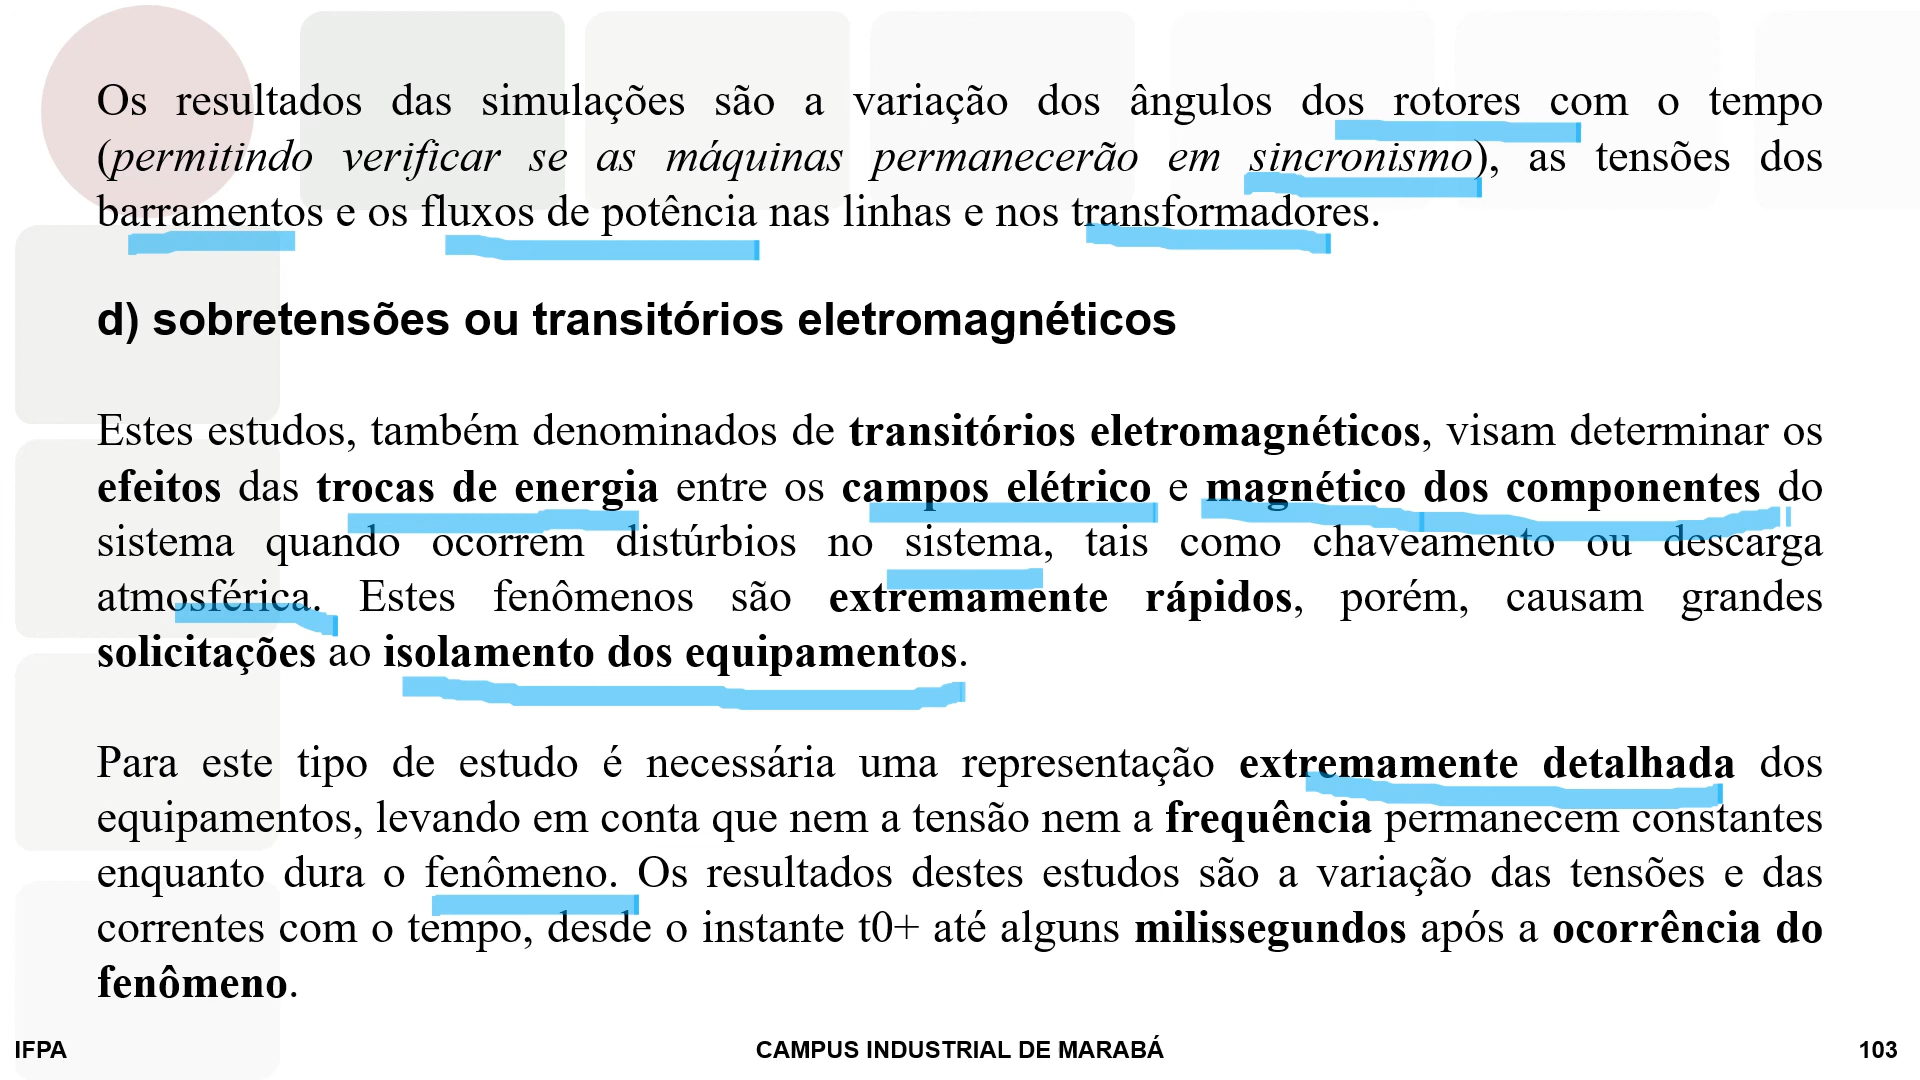 Os resultados das simulações são a variação dos ângulos dos rotores com o tempo
(permitindo verificar se as máquinas permanecerão em sincronismo), as tensões dos
barramentos e os fluxos de potência nas linhas e nos transformadores.
d) sobretensões ou transitórios eletromagnéticos
Estes estudos, também denominados de transitórios eletromagnéticos, visam determinar os
efeitos das trocas de energia entre os campos elétrico e magnético dos componentes do
sistema quando ocorrem distúrbios no sistema, tais como chaveamento ou descarga
atmosférica. Estes fenômenos são extremamente rápidos, porém, causam grandes
solicitações ao isolamento dos equipamentos.
Para este tipo de estudo é necessária uma representação extremamente detalhada dos
equipamentos, levando em conta que nem a tensão nem a frequência permanecem constantes
enquanto dura o fenômeno. Os resultados destes estudos são a variação das tensões e das
correntes com o tempo, desde o instante t0+ até alguns milissegundos após a ocorrência do
fenômeno.
IFPA
CAMPUS INDUSTRIAL DE MARABÁ
103